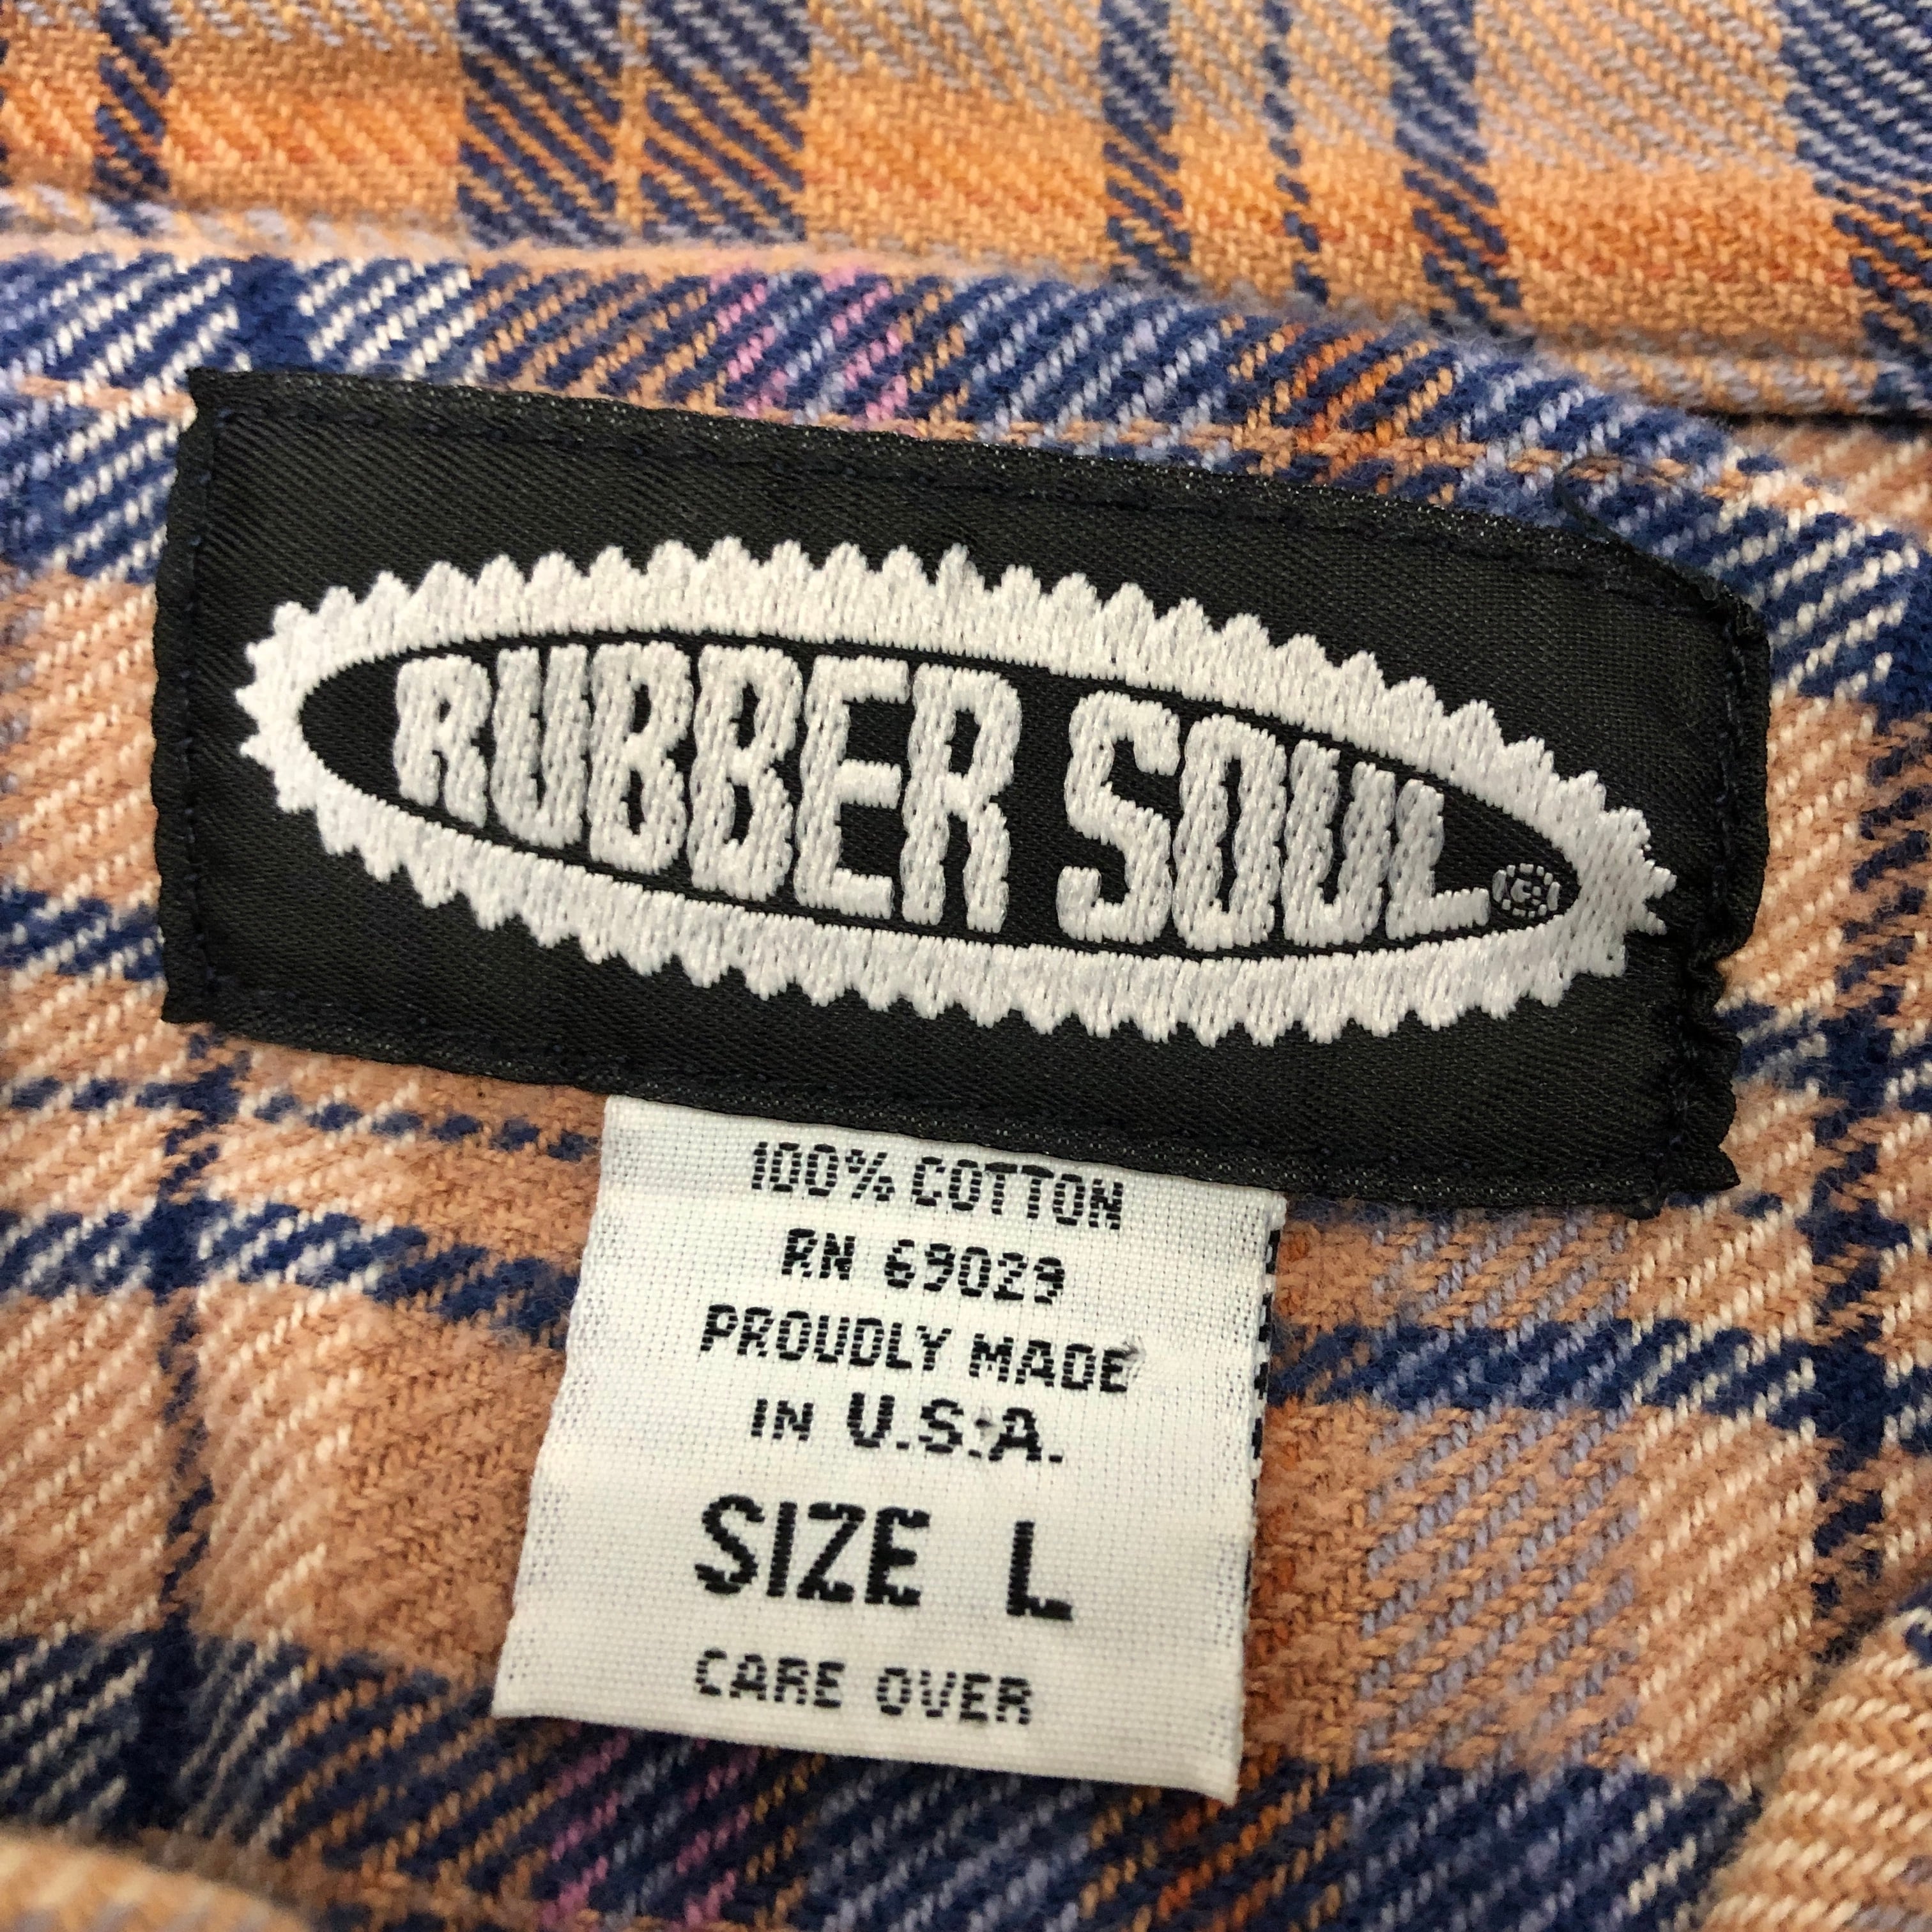 RUBBER SOUL ®
100% COTTON
RN 69029
PROUDLY MADE
IN U.S.A.
SIZE L
CARE OVER